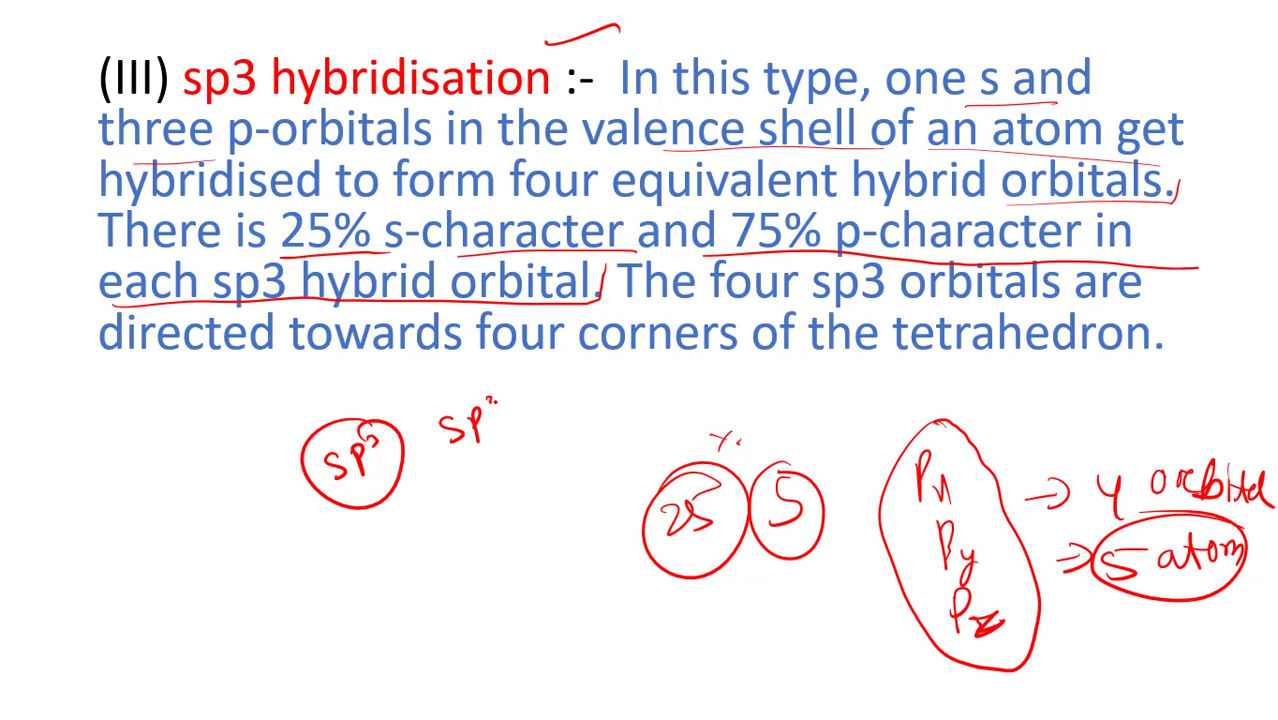 (III) sp3 hybridisation :- In this type, one s and
three p-orbitals in the valence shell of an atom get
hybridised to form four equivalent hybrid orbitals.
There is 25% s-character and 75% p-character in
each sp3 hybrid orbital. The four sp3 orbitals are
directed towards four corners of the tetrahedron.
sp3 sp
25 5
Px
Py
Pz
→ 4 orbital
⇒ 5 atom